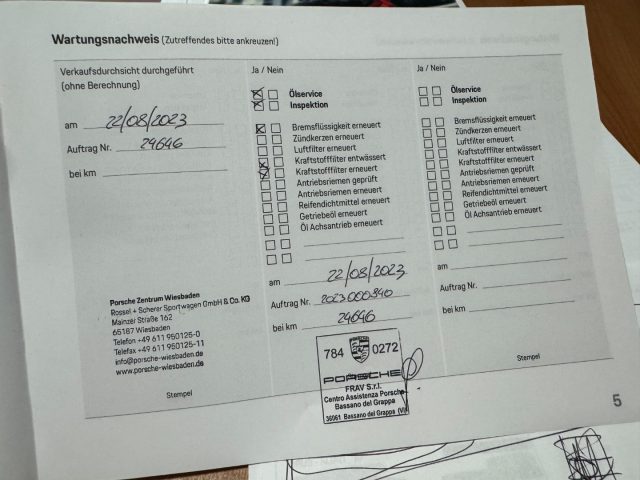 Wartungsnachweis (Zutreffendes bitte ankreuzen!)
Verkaufsdurchsicht durchgeführt
(ohne Berechnung)
am 22/08/2023
Auftrag Nr. 29696
bei km
Porsche Zentrum Wiesbaden
Rossel + Scherer Sportwagen GmbH & Co. KG
Mainzer Straße 162
65187 Wiesbaden
Telefon +49 611 950125-0
Telefax +49 611 950125-11
info@porsche-wiesbaden.de
www.porsche-wiesbaden.de
Stempel
Ja / Nein
Ölservice
Inspektion
Bremsflüssigkeit erneuert
Zündkerzen erneuert
Luftfilter erneuert
Kraftstofffilter entwässert
Kraftstofffilter erneuert
Antriebsriemen geprüft
Antriebsriemen erneuert
Reifendichtmittel erneuert
Getriebeöl erneuert
Öl Achsantrieb erneuert
am 22/08/2023
Auftrag Nr. 2023000940
bei km 29696
784 0272
PORSCHE
FRAV S.r.l.
Centro Assistenza Porsche
Bassano del Grappa
36061 Bassano del Grappa (VI)
Ja / Nein
Ölservice
Inspektion
Bremsflüssigkeit erneuert
Zündkerzen erneuert
Luftfilter erneuert
Kraftstofffilter entwässert
Kraftstofffilter erneuert
Antriebsriemen geprüft
Antriebsriemen erneuert
Reifendichtmittel erneuert
Getriebeöl erneuert
Öl Achsantrieb erneuert
am
Auftrag Nr.
bei km
Stempel
5